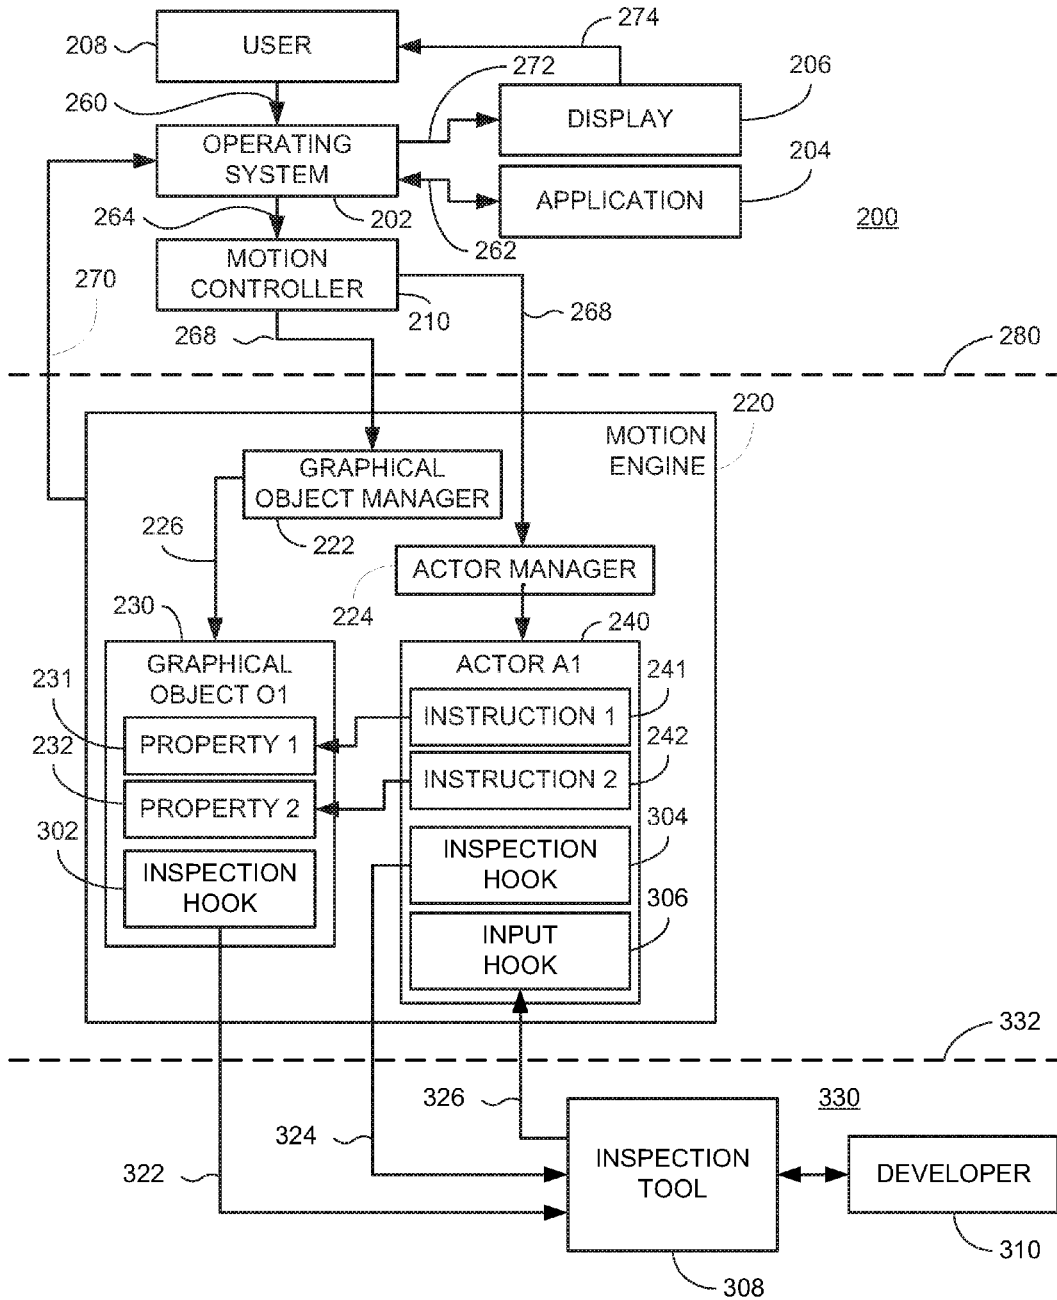 274
208
USER
272
206
260
DISPLAY
OPERATING
SYSTEM
204
APPLICATION
264
202
262
200
MOTION
CONTROLLER
270
210
268
268
280
220
MOTION
ENGINE
GRAPHICAL
OBJECT MANAGER
226
222
ACTOR MANAGER
224
230
240
GRAPHICAL
OBJECT O1
ACTOR A1
231
241
INSTRUCTION 1
PROPERTY 1
232
242
INSTRUCTION 2
PROPERTY 2
302
304
INSPECTION
HOOK
INSPECTION
HOOK
306
INPUT
HOOK
332
326
330
324
322
INSPECTION
TOOL
DEVELOPER
310
308